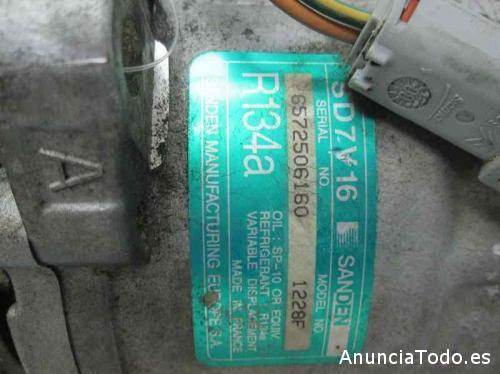 SD7V16
SANDEN
SERIAL NO.
MODEL NO
6572506160
1228F
R134a
OIL : SP-10 OR EQUIV
REFRIGERANT : R134a
VARIABLE DISPLACEMENT
MADE IN FRANCE
SANDEN MANUFACTURING EUROPE S.A.
A
AnunciaTodo.es